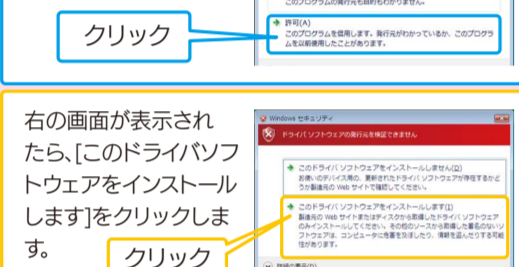 このプログラムの発行元も目的もわかりません。
許可(A)
このプログラムを信用します。発行元がわかっているか、このプログラ
ムを以前使用したことがあります。
クリック
右の画面が表示され
たら、[このドライバソフ
トウェアをインストール
します]をクリックしま
す。
クリック
Windows セキュリティ
ドライバ ソフトウェアの発行元を検証できません
このドライバ ソフトウェアをインストールしません(D)
お使いのデバイス用の、更新されたドライバ ソフトウェアが存在するかど
うか製造元の Web サイトで確認してください。
このドライバ ソフトウェアをインストールします(I)
製造元の Web サイトまたはディスクから取得したドライバ ソフトウェア
のみインストールしてください。その他のソースから取得した署名のないソ
フトウェアは、コンピュータに危害を及ぼしたり、情報を盗んだりする可能
性があります。
詳細の表示(D)